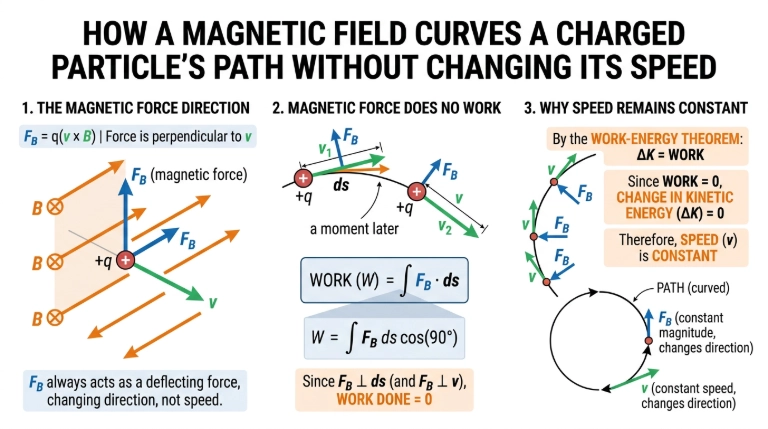 HOW A MAGNETIC FIELD CURVES A CHARGED
PARTICLE'S PATH WITHOUT CHANGING ITS SPEED
1. THE MAGNETIC FORCE DIRECTION
F_B = q(v x B) | Force is perpendicular to v
F_B (magnetic force)
B
F_B
B
+q
v
B
F_B always acts as a deflecting force,
changing direction, not speed.
2. MAGNETIC FORCE DOES NO WORK
F_B
v₁
ds
+q
F_B
+q
v
v₂
a moment later
WORK (W) = ∫ F_B · ds
W = ∫ F_B ds cos(90°)
Since F_B ⊥ ds (and F_B ⊥ v),
WORK DONE = 0
3. WHY SPEED REMAINS CONSTANT
By the WORK-ENERGY THEOREM:
ΔK = WORK
Since WORK = 0,
CHANGE IN KINETIC
ENERGY (ΔK) = 0
Therefore, SPEED (v)
is CONSTANT
v
F_B
v
F_B
F_B
v
PATH (curved)
F_B (constant
magnitude,
changes direction)
v (constant speed,
changes direction)